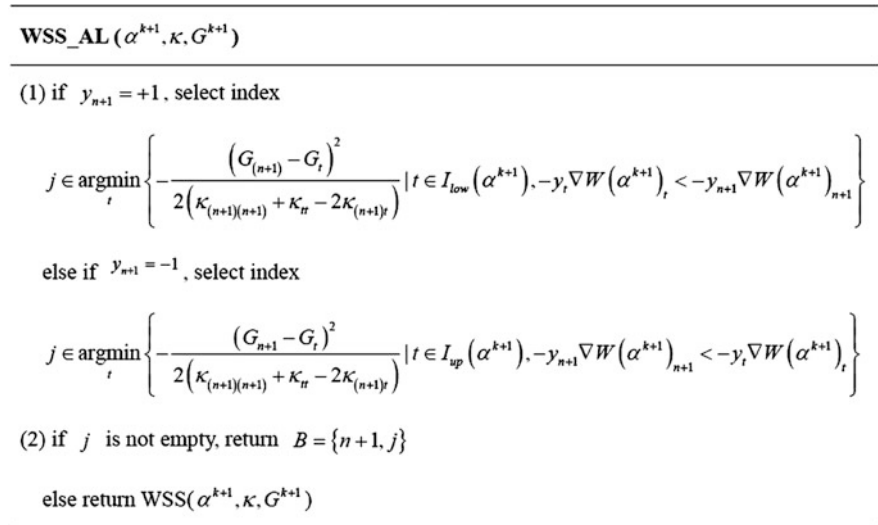 WSS_AL(α^{k+1}, κ, G^{k+1})
(1) if y_{n+1} = +1, select index
j ∈ argmin_t { -\frac{(G_{(n+1)} - G_t)^2}{2(κ_{(n+1)(n+1)} + κ_{tt} - 2κ_{(n+1)t})} | t ∈ I_{low}(α^{k+1}), -y_t∇W(α^{k+1})_t < -y_{n+1}∇W(α^{k+1})_{n+1} }
else if y_{n+1} = -1, select index
j ∈ argmin_t { -\frac{(G_{n+1} - G_t)^2}{2(κ_{(n+1)(n+1)} + κ_{tt} - 2κ_{(n+1)t})} | t ∈ I_{up}(α^{k+1}), -y_{n+1}∇W(α^{k+1})_{n+1} < -y_t∇W(α^{k+1})_t }
(2) if j is not empty, return B = {n+1, j}
else return WSS(α^{k+1}, κ, G^{k+1})